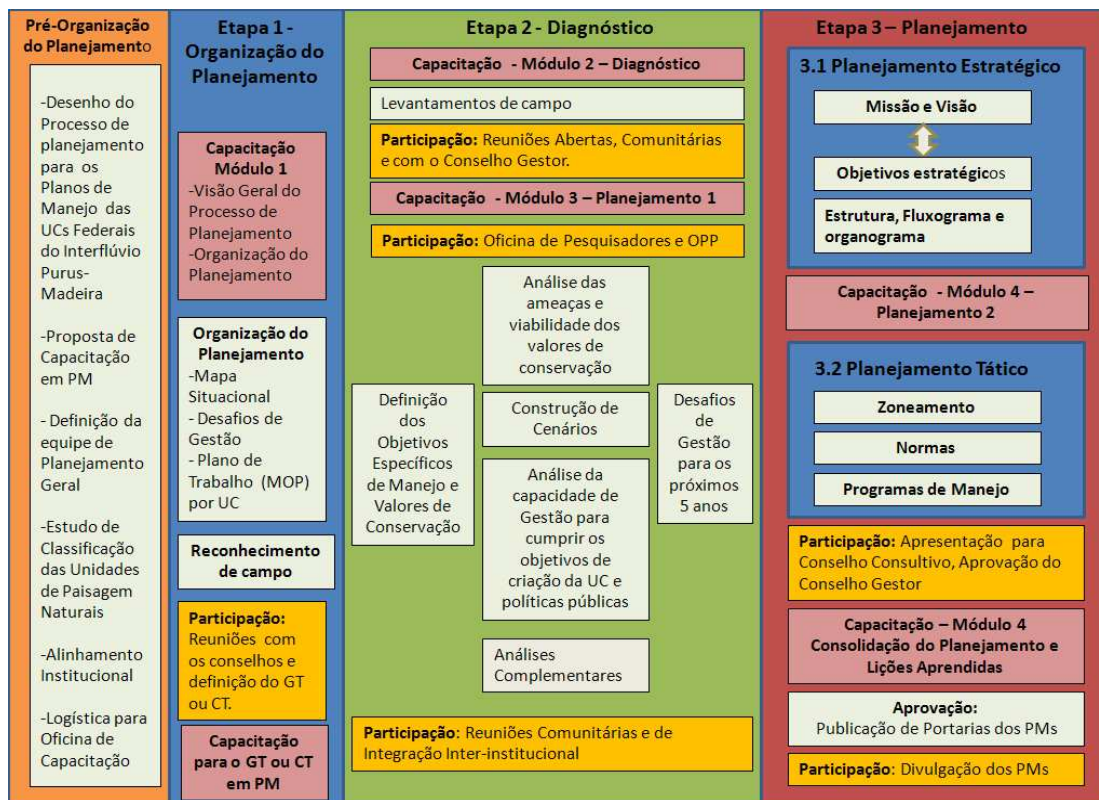 Pré-Organização
do Planejamento
-Desenho do
Processo de
planejamento
para os
Planos de
Manejo das
UCs Federais
do Interflúvio
Purus-
Madeira
-Proposta de
Capacitação
em PM
- Definição da
equipe de
Planejamento
Geral
-Estudo de
Classificação
das Unidades
de Paisagem
Naturais
-Alinhamento
Institucional
-Logística para
Oficina de
Capacitação
Etapa 1 -
Organização do
Planejamento
Capacitação
Módulo 1
-Visão Geral do
Processo de
Planejamento
-Organização do
Planejamento
Organização do
Planejamento
-Mapa
Situacional
- Desafios de
Gestão
- Plano de
Trabalho (MOP)
por UC
Reconhecimento
de campo
Participação:
Reuniões com
os conselhos e
definição do GT
ou CT.
Capacitação
para o GT ou CT
em PM
Etapa 2 - Diagnóstico
Capacitação - Módulo 2 – Diagnóstico
Levantamentos de campo
Participação: Reuniões Abertas, Comunitárias
e com o Conselho Gestor.
Capacitação - Módulo 3 – Planejamento 1
Participação: Oficina de Pesquisadores e OPP
Definição
dos
Objetivos
Específicos
de Manejo e
Valores de
Conservação
Análise das
ameaças e
viabilidade dos
valores de
conservação
Construção de
Cenários
Análise da
capacidade de
Gestão para
cumprir os
objetivos de
criação da UC e
políticas públicas
Análises
Complementares
Desafios
de
Gestão
para os
próximos
5 anos
Participação: Reuniões Comunitárias e de
Integração Inter-institucional
Etapa 3 – Planejamento
3.1 Planejamento Estratégico
Missão e Visão
Objetivos estratégicos
Estrutura, Fluxograma e
organograma
Capacitação - Módulo 4 –
Planejamento 2
3.2 Planejamento Tático
Zoneamento
Normas
Programas de Manejo
Participação: Apresentação para
Conselho Consultivo, Aprovação do
Conselho Gestor
Capacitação – Módulo 4
Consolidação do Planejamento e
Lições Aprendidas
Aprovação:
Publicação de Portarias dos PMs
Participação: Divulgação dos PMs